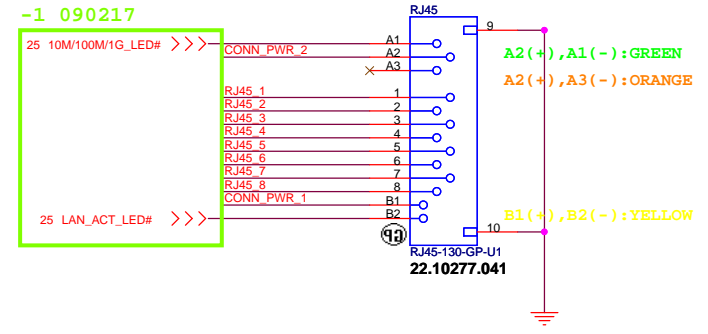 -1 090217
RJ45
25 10M/100M/1G_LED#
CONN_PWR_2
A1
A2
A3
9
A2(+),A1(-):GREEN
A2(+),A3(-):ORANGE
RJ45_1
1
RJ45_2
2
RJ45_3
3
RJ45_4
4
RJ45_5
5
RJ45_6
6
RJ45_7
7
RJ45_8
8
CONN_PWR_1
B1
25 LAN_ACT_LED#
B2
B1(+),B2(-):YELLOW
10
GP
RJ45-130-GP-U1
22.10277.041